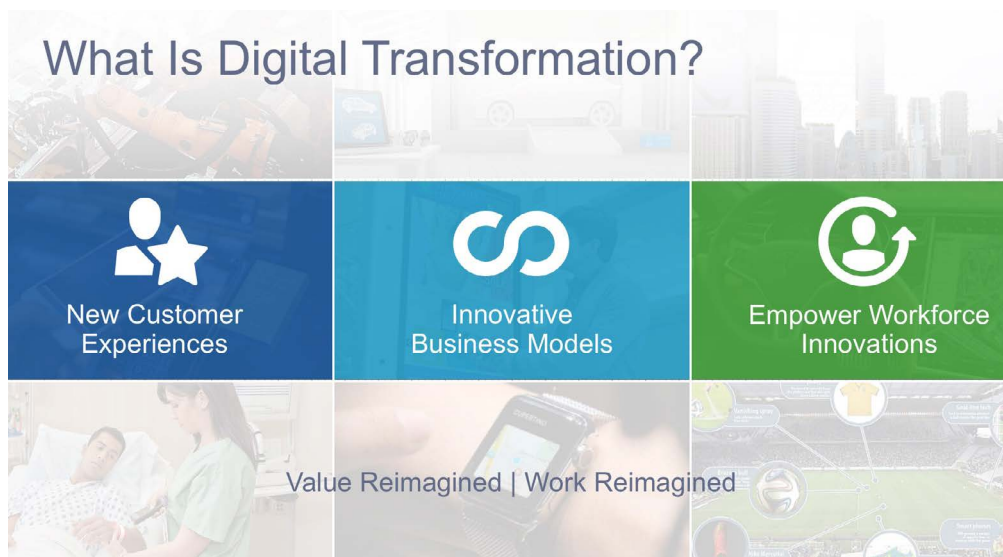 What Is Digital Transformation?
New Customer
Experiences
Innovative
Business Models
Empower Workforce
Innovations
Value Reimagined | Work Reimagined